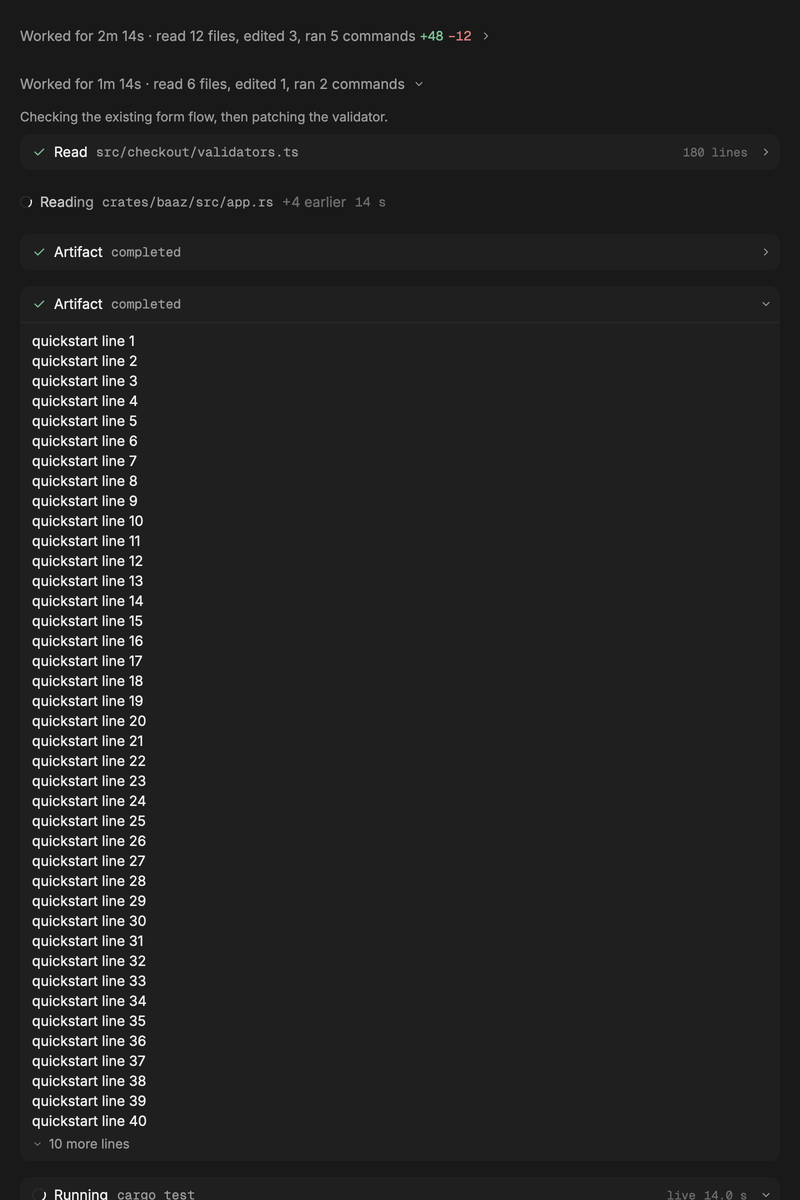 Worked for 2m 14s · read 12 files, edited 3, ran 5 commands +48 −12
Worked for 1m 14s · read 6 files, edited 1, ran 2 commands
Checking the existing form flow, then patching the validator.
Read src/checkout/validators.ts 180 lines
Reading crates/baaz/src/app.rs +4 earlier 14 s
Artifact completed
Artifact completed
quickstart line 1
quickstart line 2
quickstart line 3
quickstart line 4
quickstart line 5
quickstart line 6
quickstart line 7
quickstart line 8
quickstart line 9
quickstart line 10
quickstart line 11
quickstart line 12
quickstart line 13
quickstart line 14
quickstart line 15
quickstart line 16
quickstart line 17
quickstart line 18
quickstart line 19
quickstart line 20
quickstart line 21
quickstart line 22
quickstart line 23
quickstart line 24
quickstart line 25
quickstart line 26
quickstart line 27
quickstart line 28
quickstart line 29
quickstart line 30
quickstart line 31
quickstart line 32
quickstart line 33
quickstart line 34
quickstart line 35
quickstart line 36
quickstart line 37
quickstart line 38
quickstart line 39
quickstart line 40
10 more lines
Running cargo test live 14.0 s